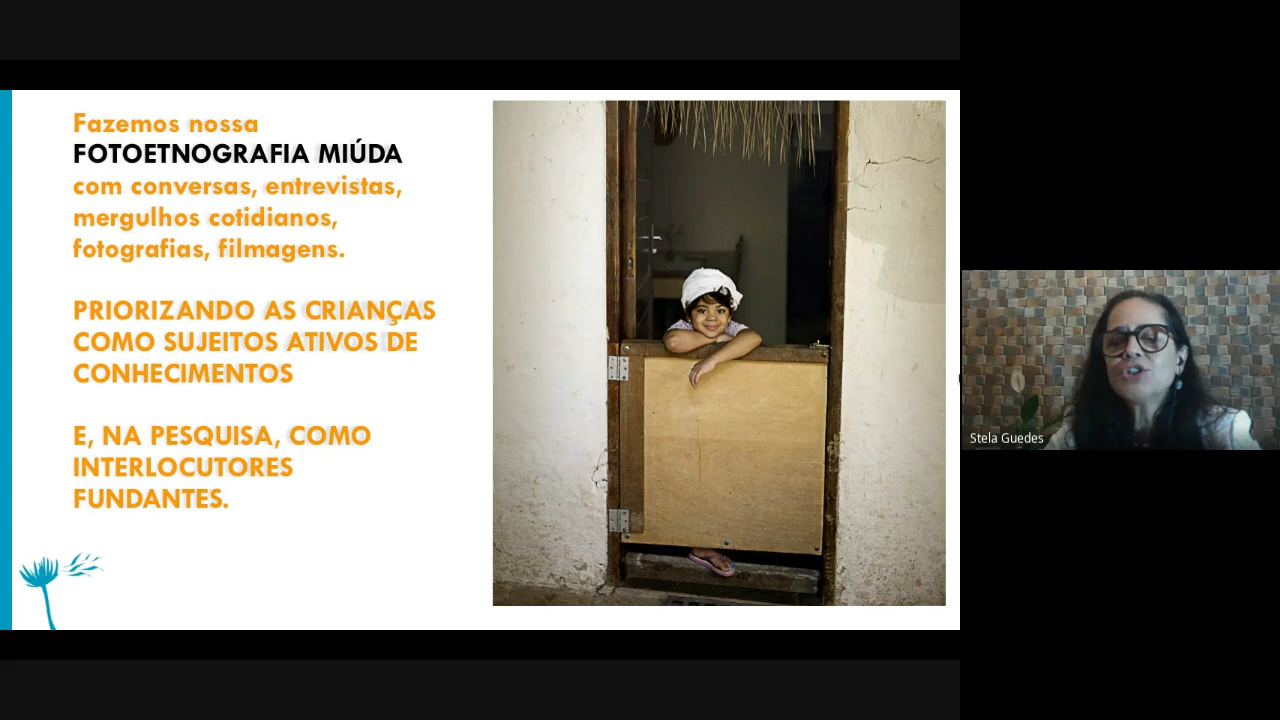 Fazemos nossa
FOTOETNOGRAFIA MIÚDA
com conversas, entrevistas,
mergulhos cotidianos,
fotografias, filmagens.
PRIORIZANDO AS CRIANÇAS
COMO SUJEITOS ATIVOS DE
CONHECIMENTOS
E, NA PESQUISA, COMO
INTERLOCUTORES
FUNDANTES.
Stela Guedes